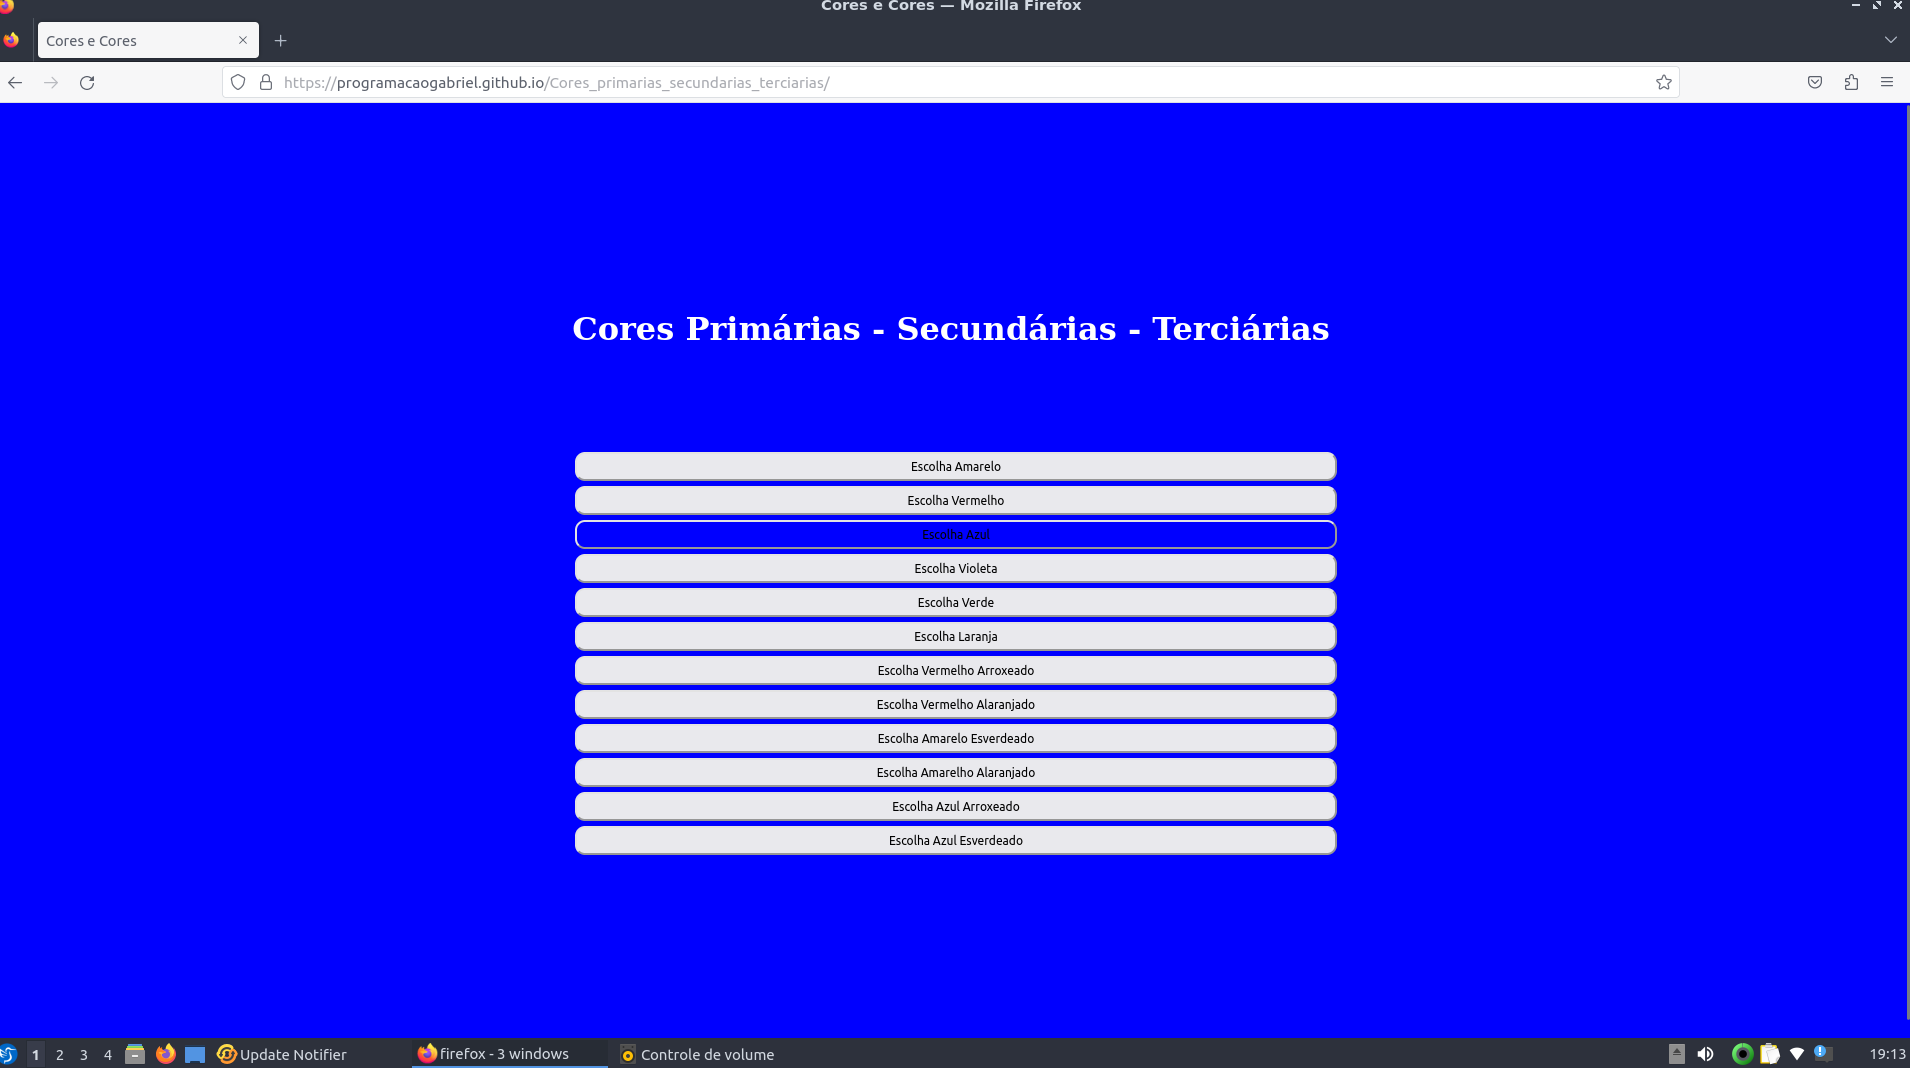 Cores e Cores — Mozilla Firefox
Cores e Cores
https://programacaogabriel.github.io/Cores_primarias_secundarias_terciarias/
Cores Primárias - Secundárias - Terciárias
Escolha Amarelo
Escolha Vermelho
Escolha Azul
Escolha Violeta
Escolha Verde
Escolha Laranja
Escolha Vermelho Arroxeado
Escolha Vermelho Alaranjado
Escolha Amarelo Esverdeado
Escolha Amarelho Alaranjado
Escolha Azul Arroxeado
Escolha Azul Esverdeado
1 2 3 4 Update Notifier firefox - 3 windows Controle de volume 19:13